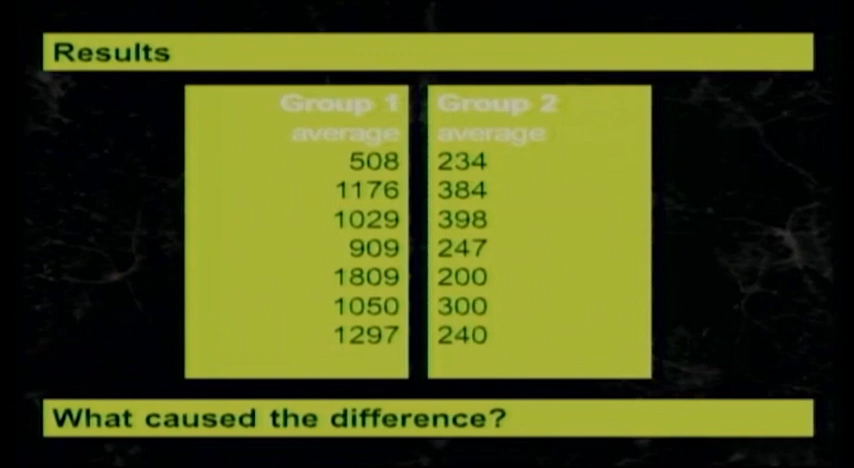 Results
Group 1 Group 2
average average
508 234
1176 384
1029 398
909 247
1809 200
1050 300
1297 240
What caused the difference?